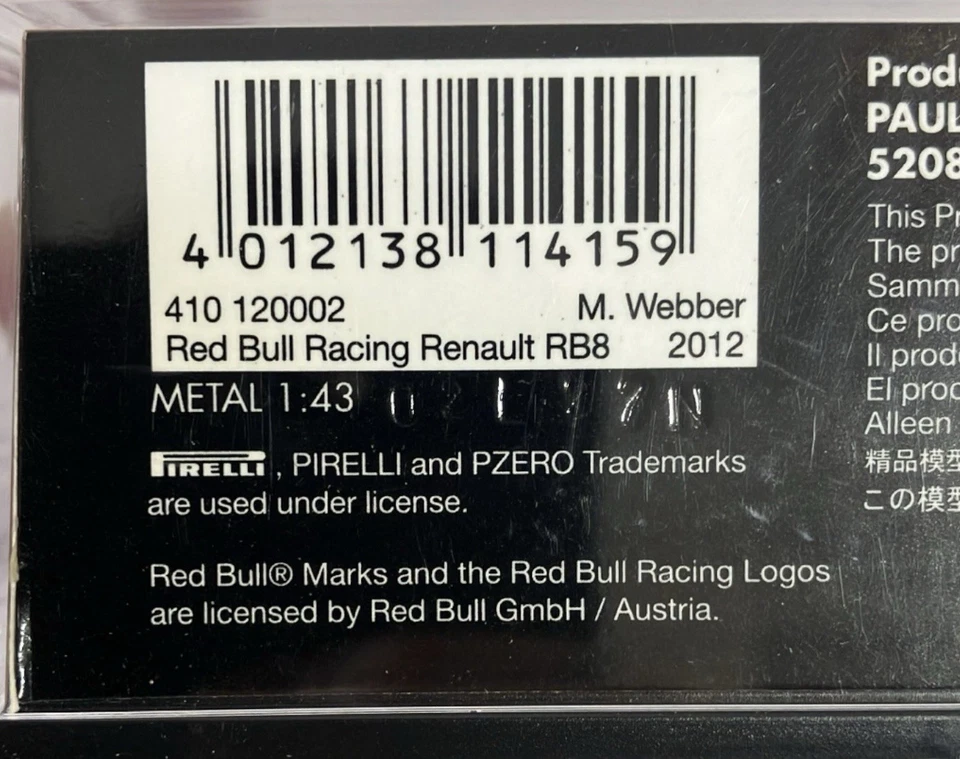 4 012138 114159
410 120002 M. Webber
Red Bull Racing Renault RB8 2012
METAL 1:43
PIRELLI, PIRELLI and PZERO Trademarks
are used under license.
Red Bull® Marks and the Red Bull Racing Logos
are licensed by Red Bull GmbH / Austria.
Prod
PAUL
5208
This Pr
The pr
Samm
Ce pro
Il prod
El prod
Alleen
精品模型
この模型